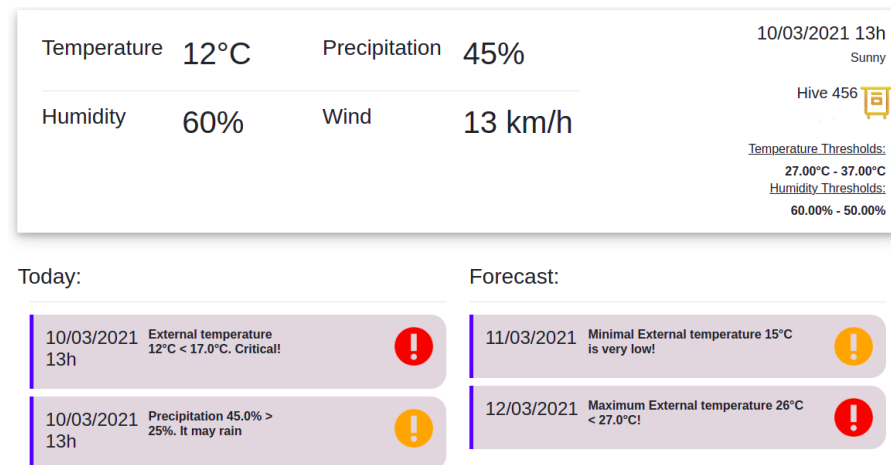 Temperature 12°C Precipitation 45%
Humidity 60% Wind 13 km/h
10/03/2021 13h
Sunny
Hive 456
Temperature Thresholds:
27.00°C - 37.00°C
Humidity Thresholds:
60.00% - 50.00%
Today:
10/03/2021 13h
External temperature
12°C < 17.0°C. Critical!
10/03/2021 13h
Precipitation 45.0% >
25%. It may rain
Forecast:
11/03/2021
Minimal External temperature 15°C
is very low!
12/03/2021
Maximum External temperature 26°C
< 27.0°C!